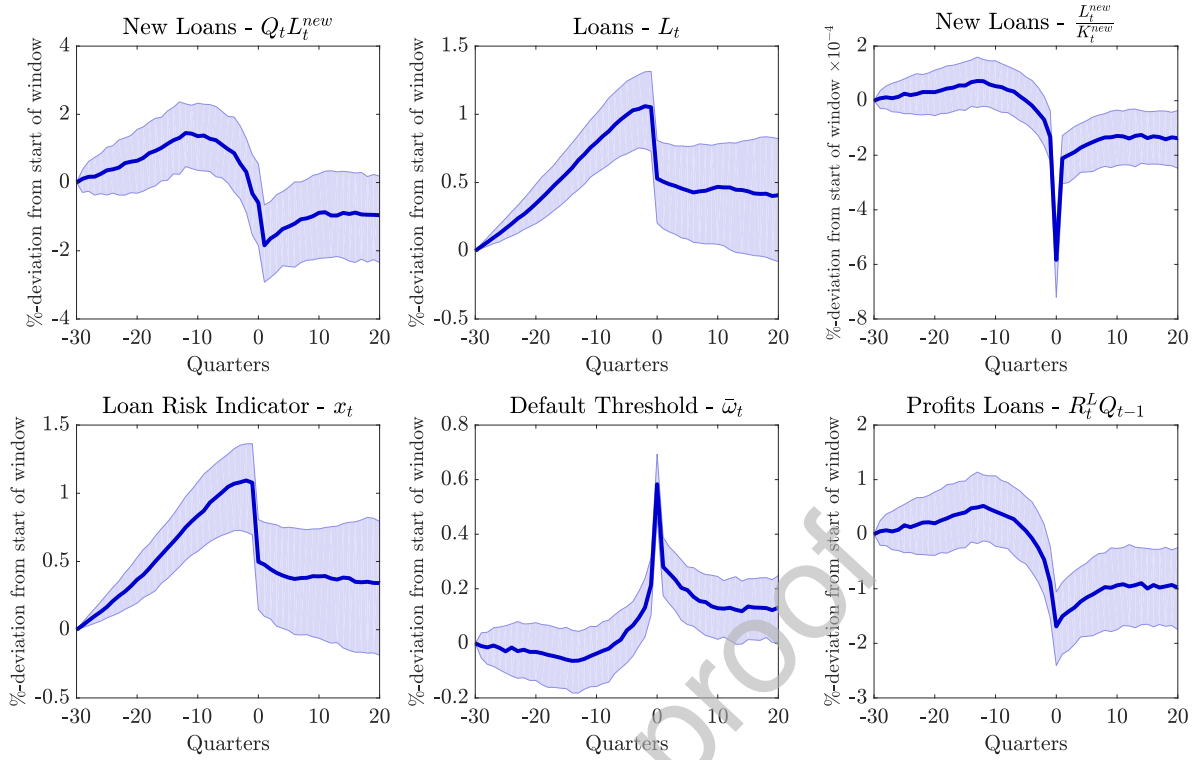 New Loans - $Q_t L_t^{new}$
%-deviation from start of window
4
2
0
-2
-4
-30 -20 -10 0 10 20
Quarters
Loans - $L_t$
%-deviation from start of window
1.5
1
0.5
0
-0.5
-30 -20 -10 0 10 20
Quarters
New Loans - $\frac{L_t^{new}}{K_t^{new}}$
%-deviation from start of window ×10⁻⁴
2
0
-2
-4
-6
-8
-30 -20 -10 0 10 20
Quarters
Loan Risk Indicator - $x_t$
%-deviation from start of window
1.5
1
0.5
0
-0.5
-30 -20 -10 0 10 20
Quarters
Default Threshold - $\bar{\omega}_t$
%-deviation from start of window
0.8
0.6
0.4
0.2
0
-0.2
-30 -20 -10 0 10 20
Quarters
Profits Loans - $R_t^L Q_{t-1}$
%-deviation from start of window
2
1
0
-1
-2
-3
-30 -20 -10 0 10 20
Quarters
proof